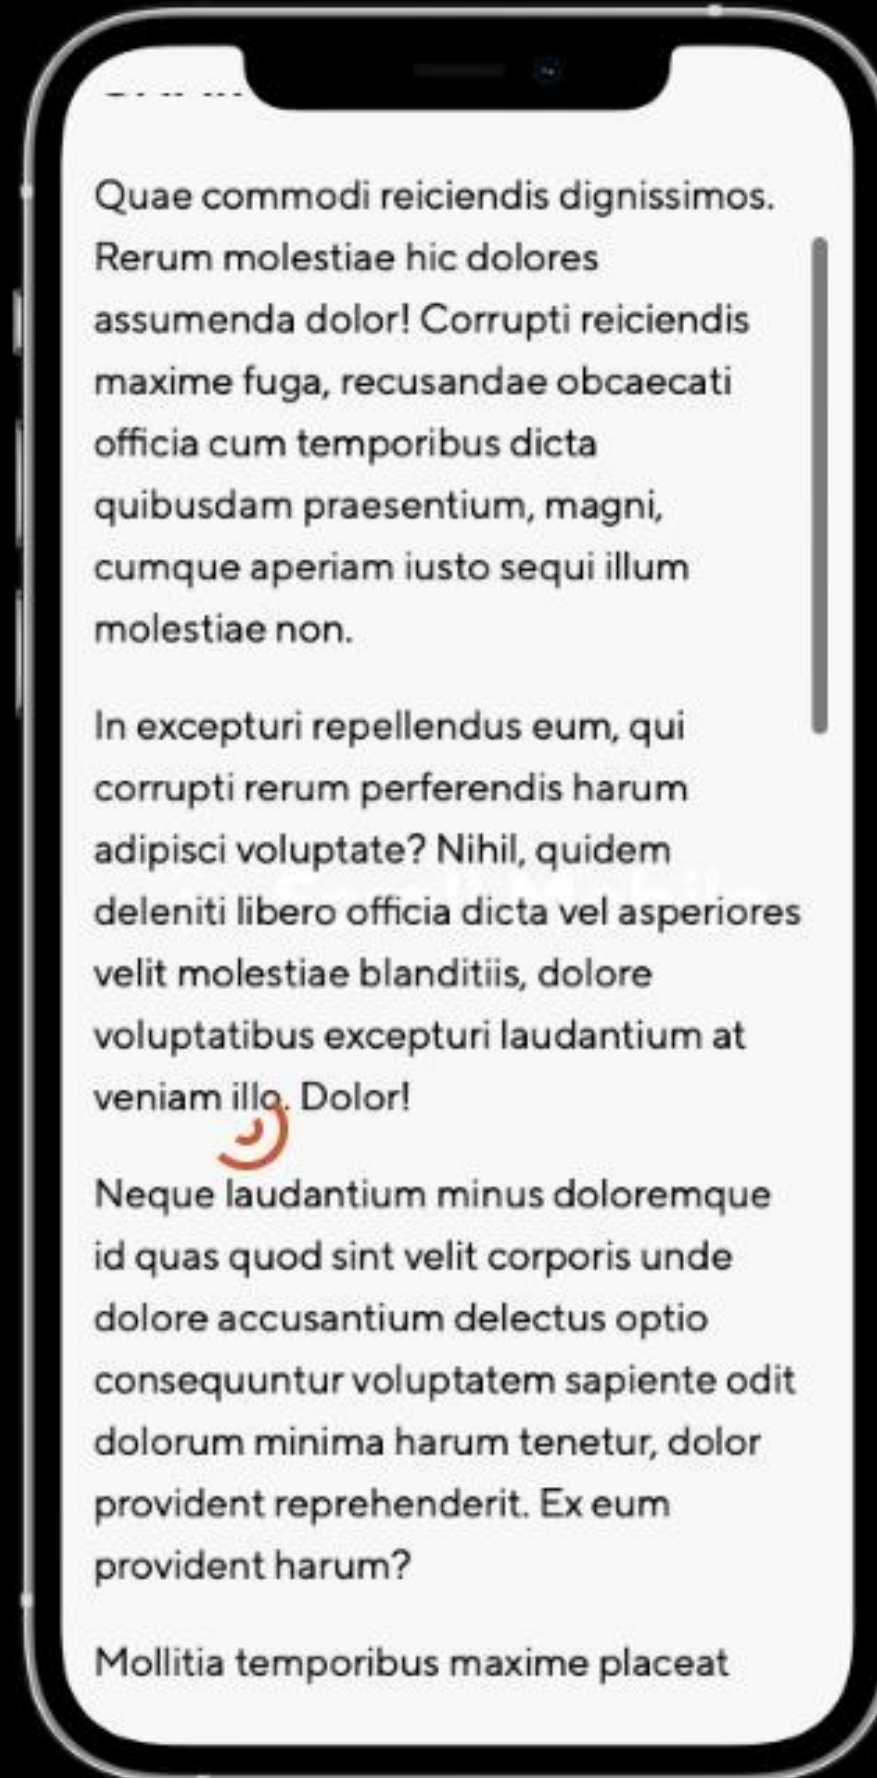 Quae commodi reiciendis dignissimos.
Rerum molestiae hic dolores
assumenda dolor! Corrupti reiciendis
maxime fuga, recusandae obcaecati
officia cum temporibus dicta
quibusdam praesentium, magni,
cumque aperiam iusto sequi illum
molestiae non.
In excepturi repellendus eum, qui
corrupti rerum perferendis harum
adipisci voluptate? Nihil, quidem
deleniti libero officia dicta vel asperiores
velit molestiae blanditiis, dolore
voluptatibus excepturi laudantium at
veniam illo. Dolor!
Neque laudantium minus doloremque
id quas quod sint velit corporis unde
dolore accusantium delectus optio
consequuntur voluptatem sapiente odit
dolorum minima harum tenetur, dolor
provident reprehenderit. Ex eum
provident harum?
Mollitia temporibus maxime placeat